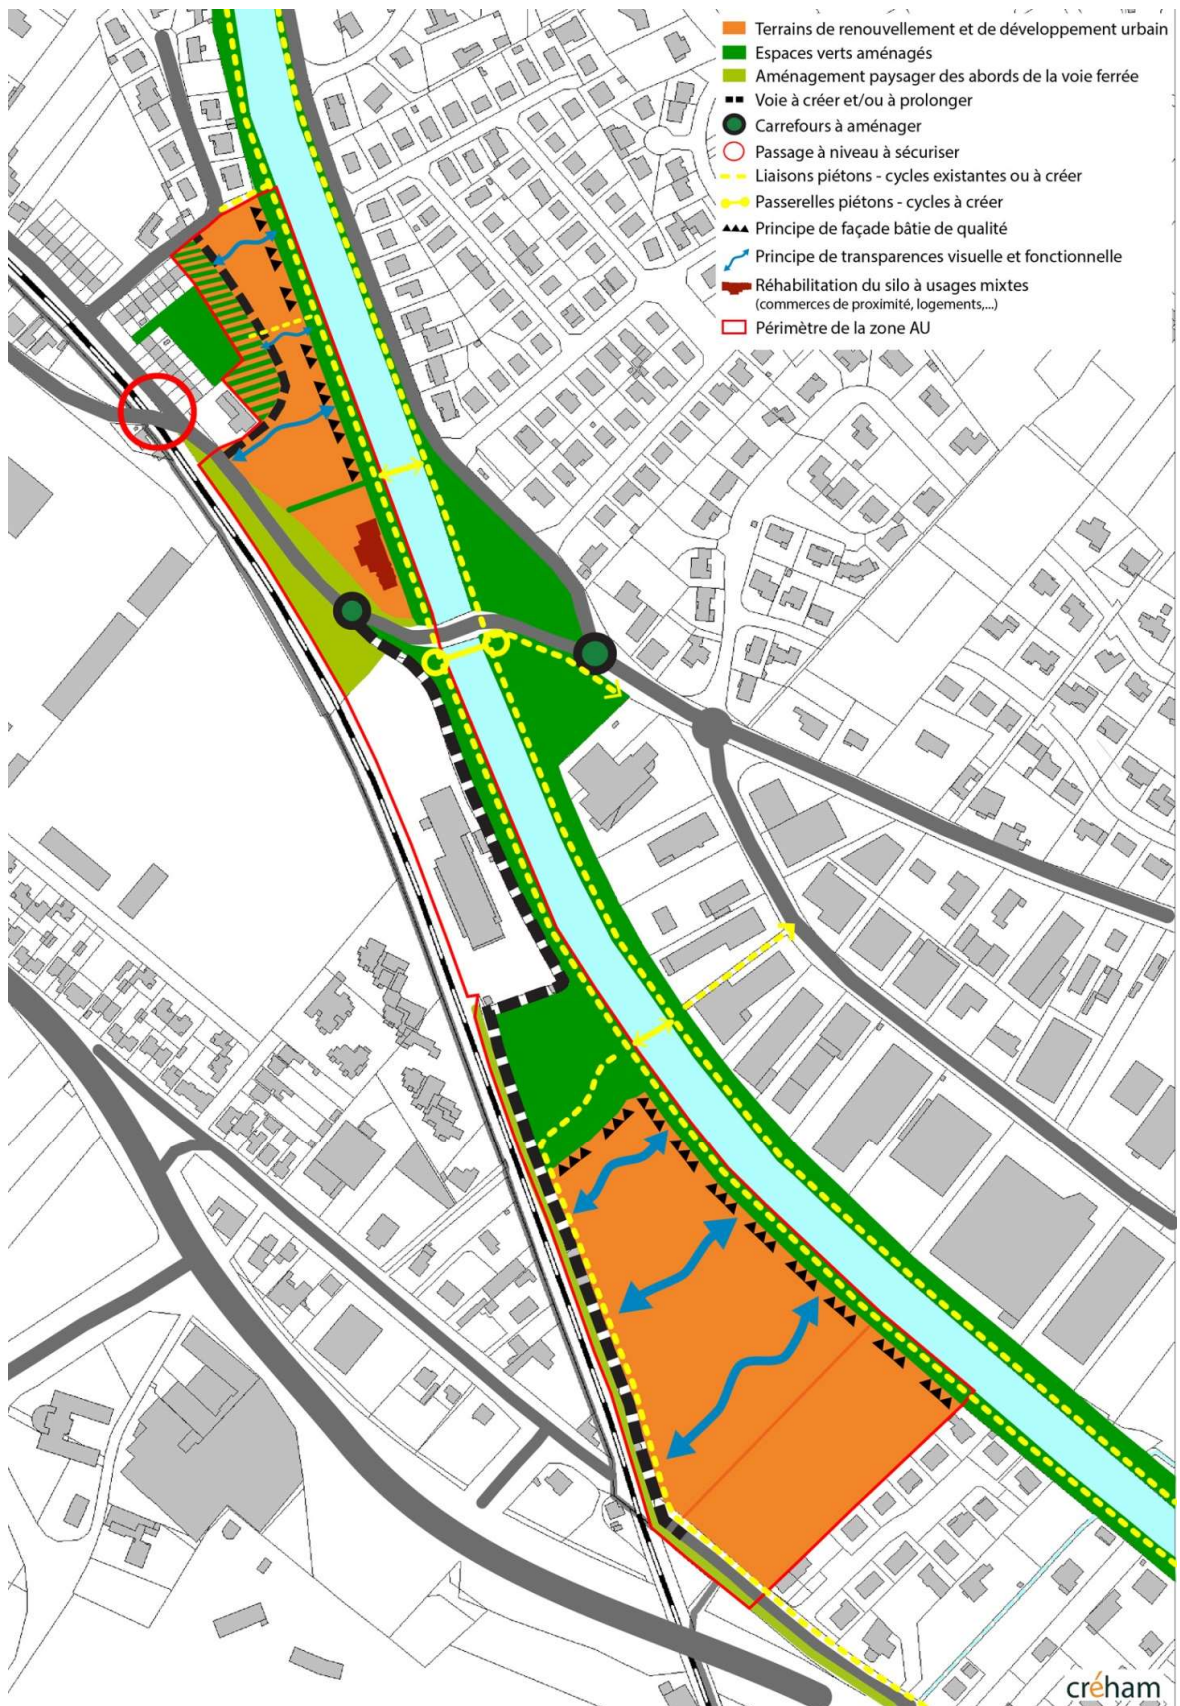 Terrains de renouvellement et de développement urbain
Espaces verts aménagés
Aménagement paysager des abords de la voie ferrée
Voie à créer et/ou à prolonger
Carrefours à aménager
Passage à niveau à sécuriser
Liaisons piétons - cycles existantes ou à créer
Passerelles piétons - cycles à créer
Principe de façade bâtie de qualité
Principe de transparences visuelle et fonctionnelle
Réhabilitation du silo à usages mixtes
(commerces de proximité, logements,...)
Périmètre de la zone AU
créham